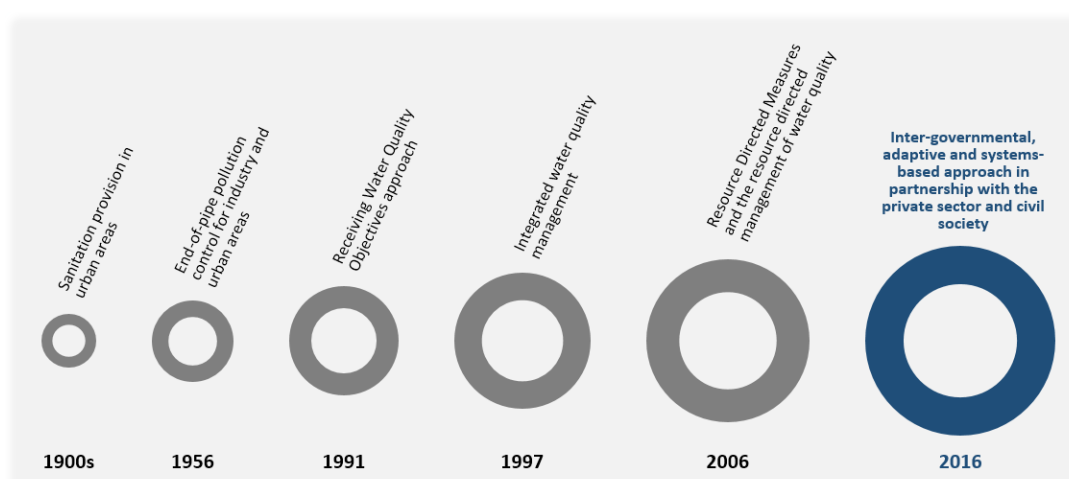 Sanitation provision in
urban areas
End-of-pipe pollution
control for industry and
urban areas
Receiving Water Quality
Objectives approach
Integrated water quality
management
Resource Directed Measures
and the resource directed
management of water quality
Inter-governmental,
adaptive and systems-
based approach in
partnership with the
private sector and civil
society
1900s
1956
1991
1997
2006
2016